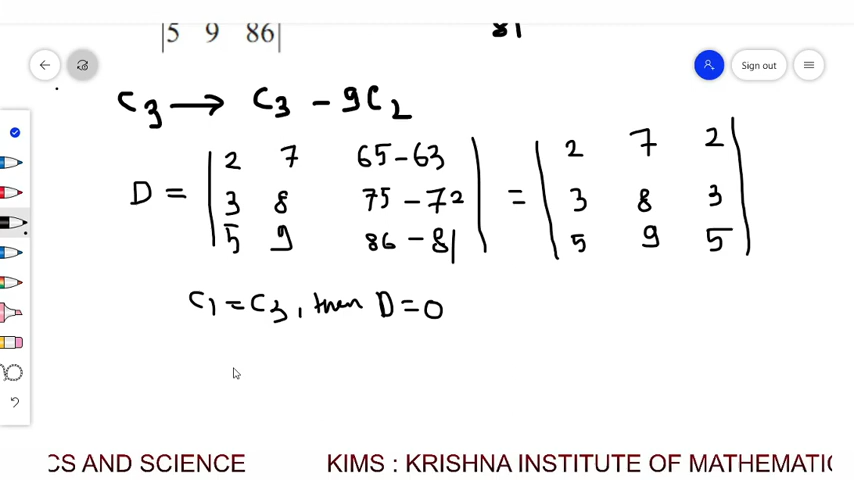 |5 9 86|
81
Sign out
C3 → C3 - 9C2
D = |2 7 65-63| = |2 7 2|
|3 8 75-72| |3 8 3|
|5 9 86-81| |5 9 5|
C1 = C3, then D = 0
CS AND SCIENCE KIMS : KRISHNA INSTITUTE OF MATHEMATIC